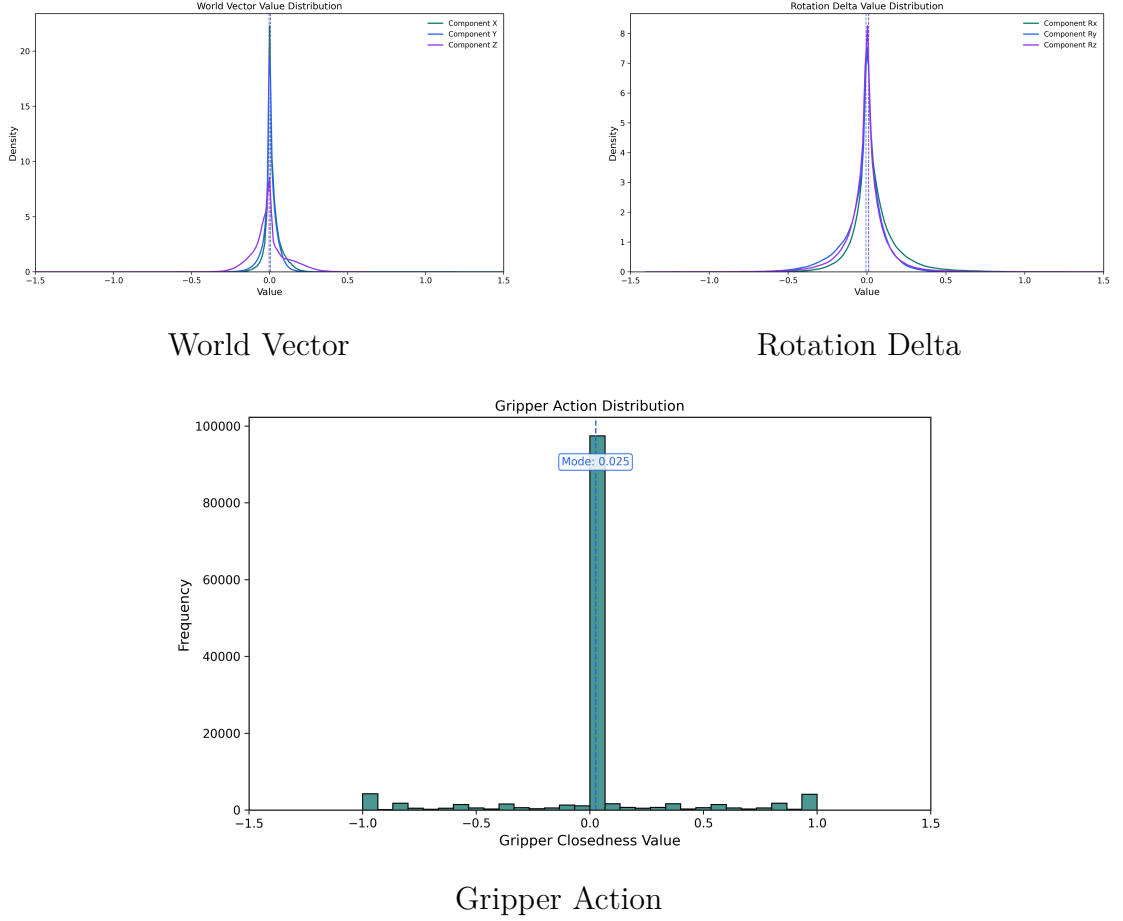 World Vector Value Distribution
Component X
Component Y
Component Z
Density
20
15
10
5
0
−1.5 −1.0 −0.5 0.0 0.5 1.0 1.5
Value
World Vector
Rotation Delta Value Distribution
Component Rx
Component Ry
Component Rz
Density
8
7
6
5
4
3
2
1
0
−1.5 −1.0 −0.5 0.0 0.5 1.0 1.5
Value
Rotation Delta
Gripper Action Distribution
Mode: 0.025
Frequency
100000
80000
60000
40000
20000
0
−1.5 −1.0 −0.5 0.0 0.5 1.0 1.5
Gripper Closedness Value
Gripper Action